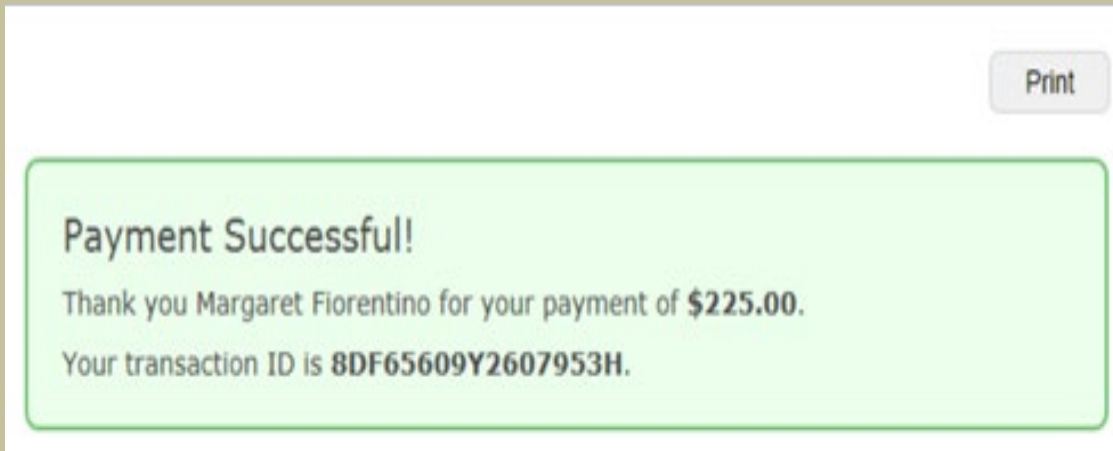 Print
Payment Successful!
Thank you Margaret Fiorentino for your payment of $225.00.
Your transaction ID is 8DF65609Y2607953H.